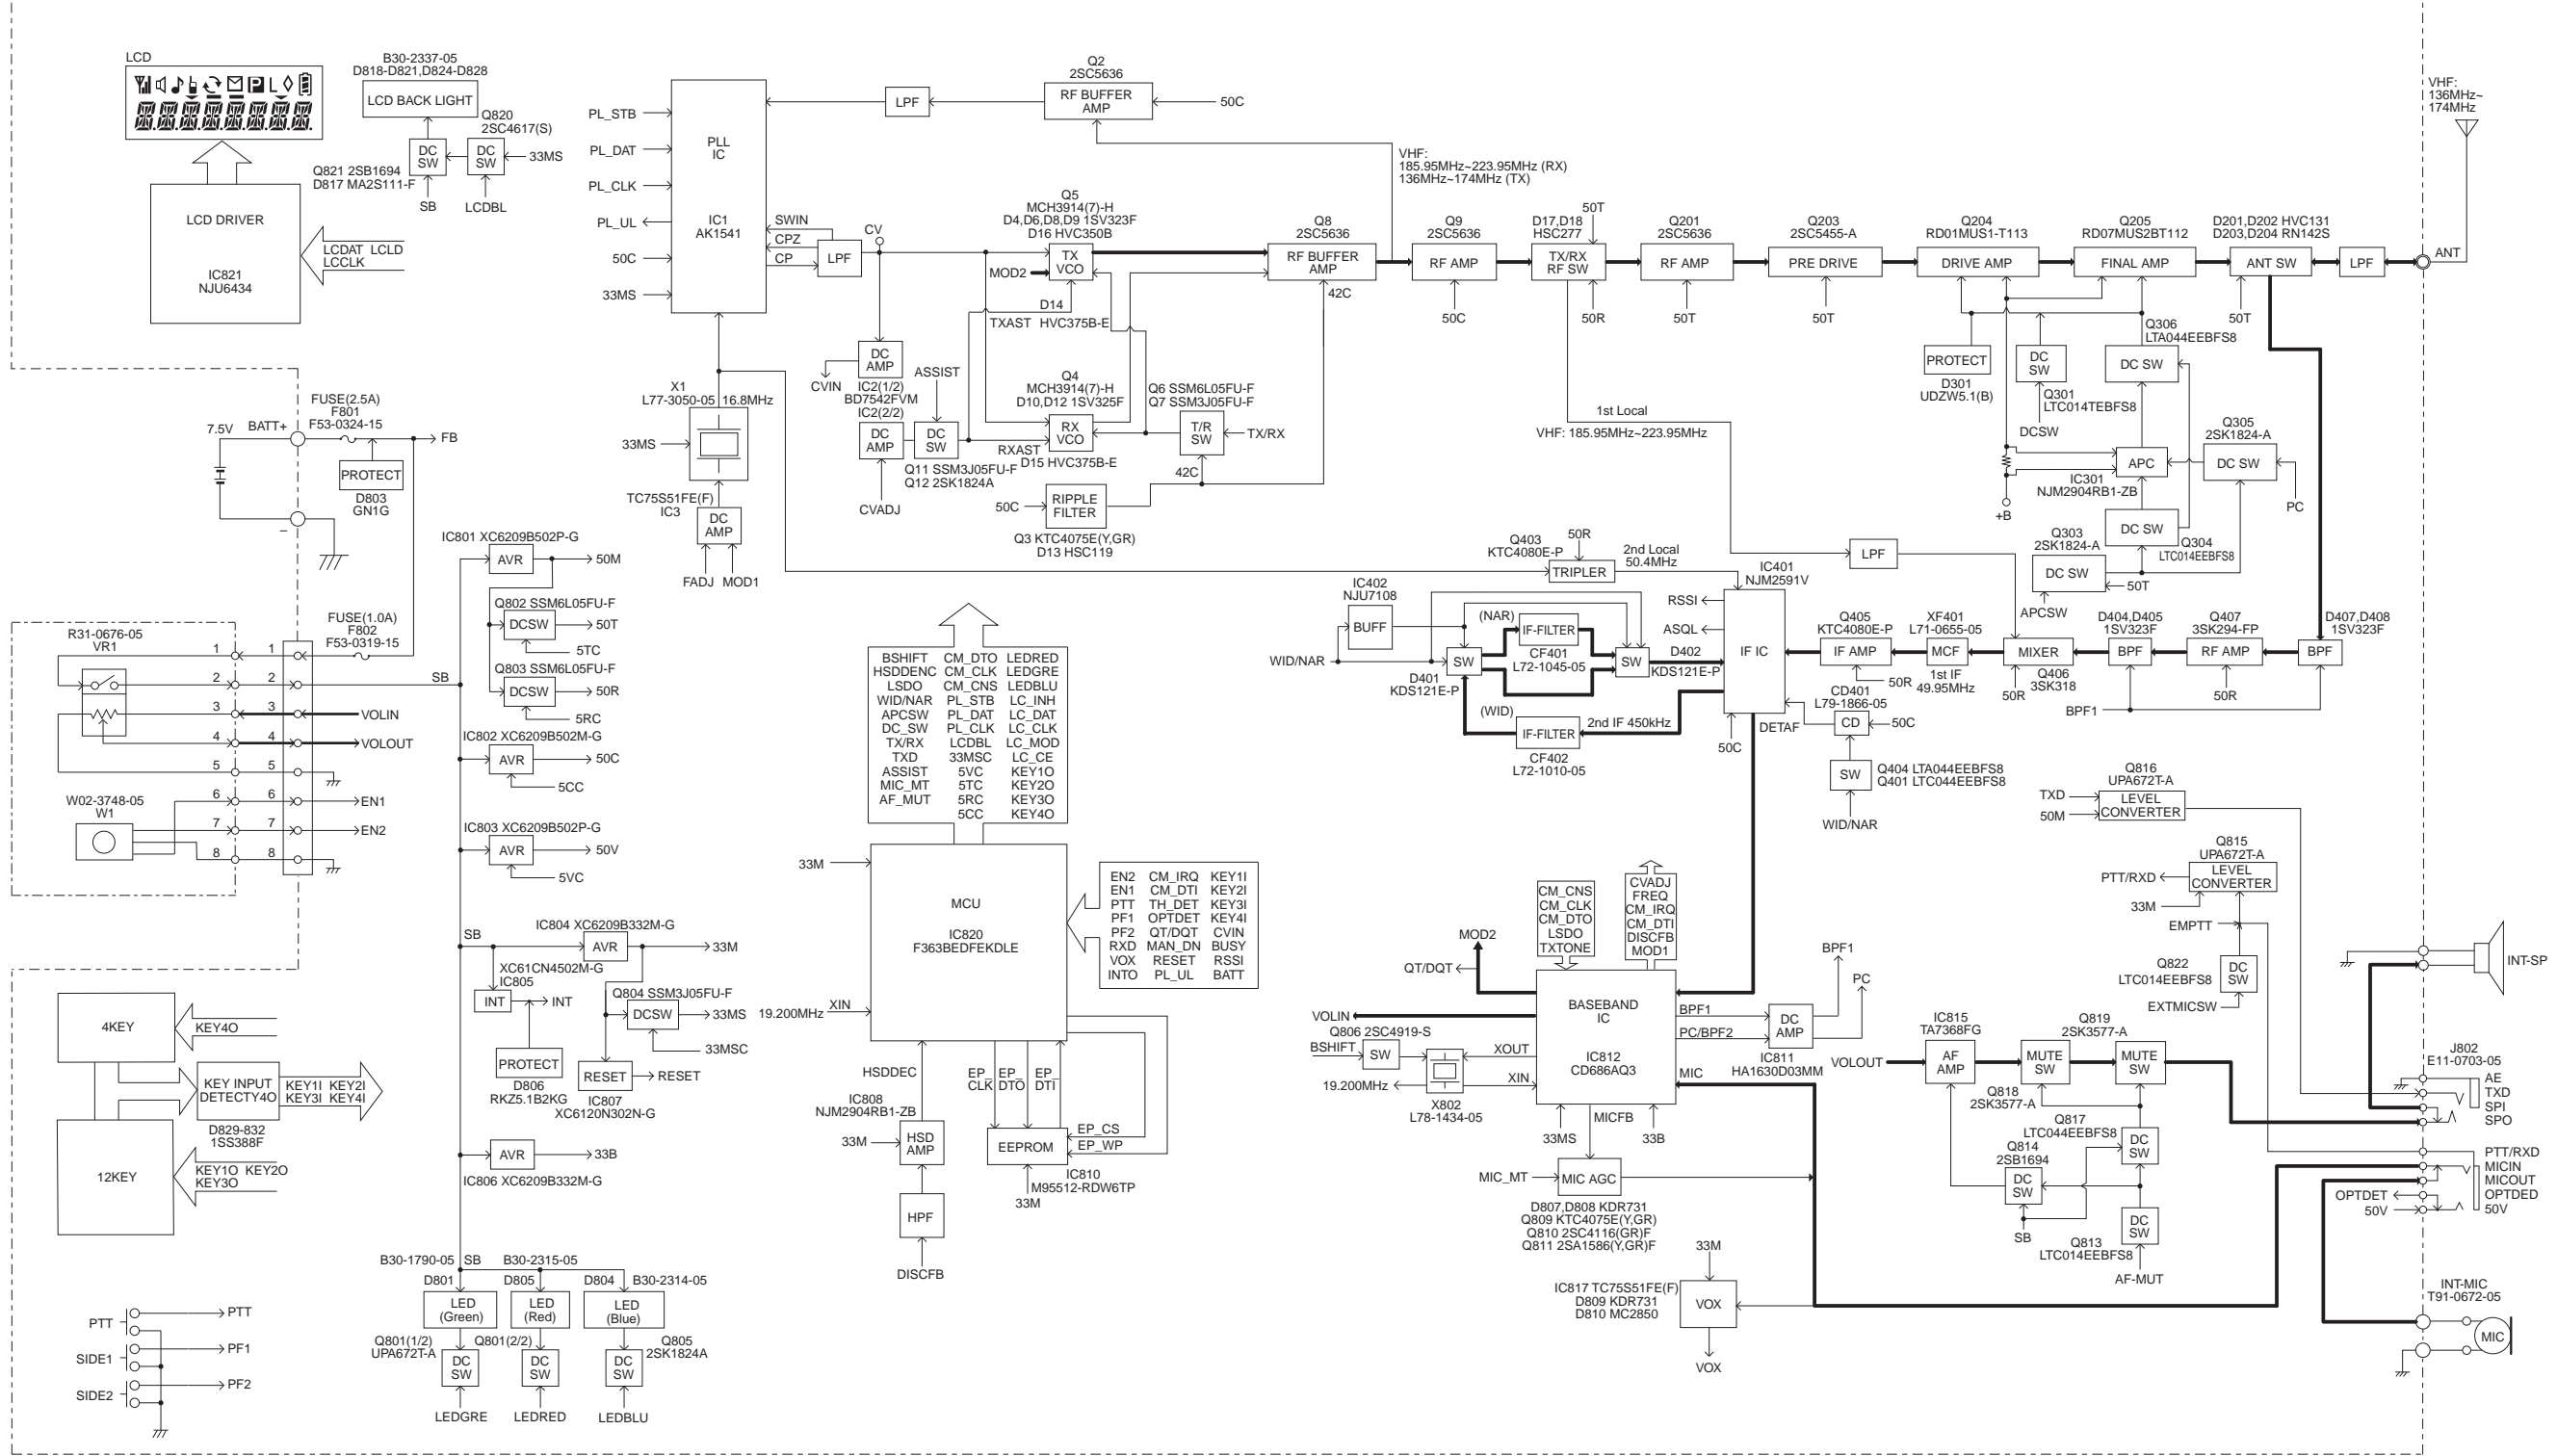 LCD
B30-2337-05
D818-D821,D824-D828
LCD BACK LIGHT
Q820
2SC4617(S)
DC
SW
DC
SW
33MS
Q821 2SB1694
D817 MA2S111-F
SB
LCDBL
LCD DRIVER
IC821
NJU6434
LCDAT LCLD
LCCLK
PL_STB
PL_DAT
PL_CLK
PL_UL
50C
33MS
PLL
IC
IC1
AK1541
SWIN
CPZ
CP
LPF
CV
LPF
Q2
2SC5636
RF BUFFER
AMP
50C
VHF:
185.95MHz~223.95MHz (RX)
136MHz~174MHz (TX)
Q5
MCH3914(7)-H
D4,D6,D8,D9 1SV323F
D16 HVC350B
TX
VCO
MOD2
D14
TXAST HVC375B-E
Q8
2SC5636
RF BUFFER
AMP
42C
Q9
2SC5636
RF AMP
50C
50T
D17,D18
HSC277
TX/RX
RF SW
50R
Q201
2SC5636
RF AMP
50T
Q203
2SC5455-A
PRE DRIVE
50T
Q204
RD01MUS1-T113
DRIVE AMP
Q205
RD07MUS2BT112
FINAL AMP
D201,D202 HVC131
D203,D204 RN142S
ANT SW
50T
LPF
ANT
VHF:
136MHz~
174MHz
PROTECT
D301
UDZW5.1(B)
DC
SW
Q301
LTC014TEBFS8
DCSW
Q306
LTA044EEBFS8
DC SW
Q305
2SK1824-A
DC SW
PC
APC
IC301
NJM2904RB1-ZB
+B
DC SW
Q304
LTC014EEBFS8
Q303
2SK1824-A
DC SW
50T
APCSW
DC
AMP
CVIN
IC2(1/2)
BD7542FVM
IC2(2/2)
DC
AMP
CVADJ
ASSIST
DC
SW
Q11 SSM3J05FU-F
Q12 2SK1824A
Q4
MCH3914(7)-H
D10,D12 1SV325F
RX
VCO
RXAST
D15 HVC375B-E
Q6 SSM6L05FU-F
Q7 SSM3J05FU-F
T/R
SW
TX/RX
42C
50C
RIPPLE
FILTER
Q3 KTC4075E(Y,GR)
D13 HSC119
X1
L77-3050-05 16.8MHz
33MS
TC75S51FE(F)
IC3
DC
AMP
FADJ MOD1
1st Local
VHF: 185.95MHz~223.95MHz
LPF
Q403
KTC4080E-P
50R
TRIPLER
2nd Local
50.4MHz
IC401
NJM2591V
IF IC
RSSI
ASQL
50C
DETAF
IC402
NJU7108
BUFF
WID/NAR
SW
D401
KDS121E-P
(NAR)
IF-FILTER
CF401
L72-1045-05
SW
D402
KDS121E-P
(WID)
IF-FILTER
2nd IF 450kHz
CF402
L72-1010-05
Q405
KTC4080E-P
IF AMP
50R
XF401
L71-0655-05
MCF
1st IF
49.95MHz
MIXER
Q406
3SK318
50R
D404,D405
1SV323F
BPF
Q407
3SK294-FP
RF AMP
50R
D407,D408
1SV323F
BPF
BPF1
CD401
L79-1866-05
CD
50C
SW
Q404 LTA044EEBFS8
Q401 LTC044EEBFS8
WID/NAR
7.5V
BATT+
–
FUSE(2.5A)
F801
F53-0324-15
FB
PROTECT
D803
GN1G
FUSE(1.0A)
F802
F53-0319-15
R31-0676-05
VR1
1 1
2 2
3 3 VOLIN
4 4 VOLOUT
5 5
6 6 EN1
7 7 EN2
8 8
W02-3748-05
W1
SB
IC801 XC6209B502P-G
AVR
50M
Q802 SSM6L05FU-F
DCSW
50T
5TC
Q803 SSM6L05FU-F
DCSW
50R
5RC
IC802 XC6209B502M-G
AVR
50C
5CC
IC803 XC6209B502P-G
AVR
50V
5VC
SB
IC804 XC6209B332M-G
AVR
33M
XC61CN4502M-G
IC805
INT
INT
PROTECT
D806
RKZ5.1B2KG
Q804 SSM3J05FU-F
DCSW
33MS
33MSC
RESET
RESET
IC807
XC6120N302N-G
AVR
33B
IC806 XC6209B332M-G
4KEY
KEY4O
KEY INPUT
DETECTY4O
KEY1I KEY2I
KEY3I KEY4I
D829-832
1SS388F
12KEY
KEY1O KEY2O
KEY3O
PTT
PTT
SIDE1
PF1
SIDE2
PF2
B30-1790-05
SB
B30-2315-05
D801
D805
D804
B30-2314-05
LED
(Green)
LED
(Red)
LED
(Blue)
Q801(1/2)
UPA672T-A
Q801(2/2)
Q805
2SK1824A
DC
SW
DC
SW
DC
SW
LEDGRE
LEDRED
LEDBLU
BSHIFT CM_DTO LEDRED
HSDDENC CM_CLK LEDGRE
LSDO CM_CNS LEDBLU
WID/NAR PL_STB LC_INH
APCSW PL_DAT LC_DAT
DC_SW PL_CLK LC_CLK
TX/RX LCDBL LC_MOD
TXD 33MSC LC_CE
ASSIST 5VC KEY1O
MIC_MT 5TC KEY2O
AF_MUT 5RC KEY3O
5CC KEY4O
33M
MCU
IC820
F363BEDFEKDLE
XIN
19.200MHz
EN2 CM_IRQ KEY1I
EN1 CM_DTI KEY2I
PTT TH_DET KEY3I
PF1 OPTDET KEY4I
PF2 QT/DQT CVIN
RXD MAN_DN BUSY
VOX RESET RSSI
INTO PL_UL BATT
HSDDEC
EP_
CLK
EP_
DTO
EP_
DTI
IC808
NJM2904RB1-ZB
33M
HSD
AMP
HPF
DISCFB
EP_CS
EP_WP
EEPROM
IC810
M95512-RDW6TP
33M
MOD2
QT/DQT
VOLIN
CM_CNS
CM_CLK
CM_DTO
LSDO
TXTONE
CVADJ
FREQ
CM_IRQ
CM_DTI
DISCFB
MOD1
BASEBAND
IC
IC812
CD686AQ3
BPF1
PC/BPF2
MIC
DC
AMP
IC811
HA1630D03MM
BPF1
PC
Q806 2SC4919-S
BSHIFT
SW
XOUT
XIN
19.200MHz
X802
L78-1434-05
33MS
MICFB
33B
MIC_MT
MIC AGC
D807,D808 KDR731
Q809 KTC4075E(Y,GR)
Q810 2SC4116(GR)F
Q811 2SA1586(Y,GR)F
33M
IC817 TC75S51FE(F)
D809 KDR731
D810 MC2850
VOX
VOX
Q816
UPA672T-A
TXD
50M
LEVEL
CONVERTER
Q815
UPA672T-A
PTT/RXD
LEVEL
CONVERTER
33M
EMPTT
Q822
LTC014EEBFS8
DC
SW
EXTMICSW
IC815
TA7368FG
VOLOUT
AF
AMP
MUTE
SW
Q818
2SK3577-A
Q819
2SK3577-A
MUTE
SW
Q817
LTC044EEBFS8
DC
SW
Q814
2SB1694
DC
SW
SB
DC
SW
Q813
LTC014EEBFS8
AF-MUT
INT-SP
J802
E11-0703-05
AE
TXD
SPI
SPO
PTT/RXD
MICIN
MICOUT
OPTDED
50V
OPTDET
50V
INT-MIC
T91-0672-05
MIC